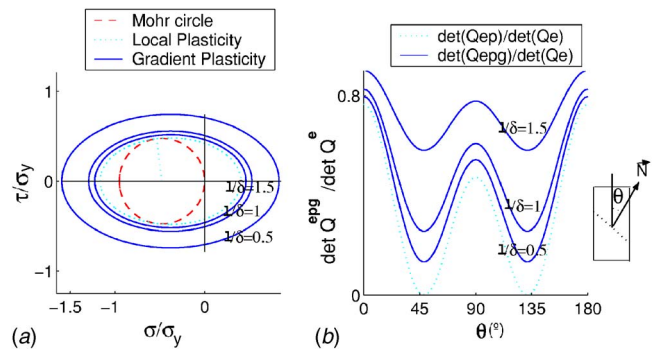 Mohr circle
Local Plasticity
Gradient Plasticity
τ/σy
1
0
−1
1/δ=1.5
1/δ=1
1/δ=0.5
−1.5 −1 0
σ/σy
(a)
det(Qep)/det(Qe)
det(Qepg)/det(Qe)
det Q^epg /det Q^e
0.8
0
1/δ=1.5
1/δ=1
1/δ=0.5
0 45 90 135 180
θ(º)
(b)
N
θ